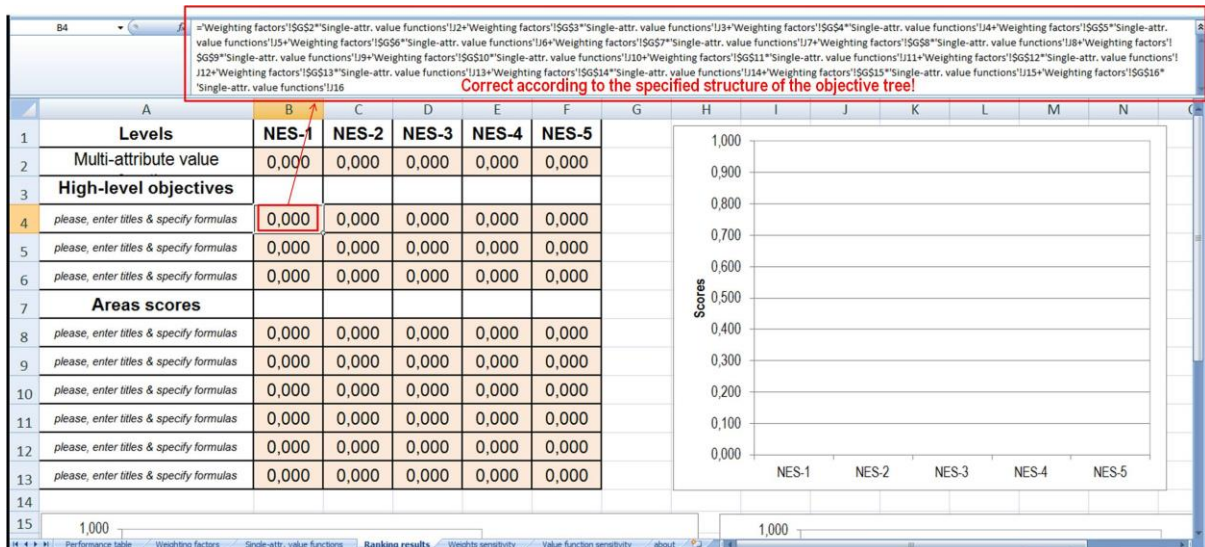 B4
='Weighting factors'!$G$2*'Single-attr. value functions'!J2+'Weighting factors'!$G$3*'Single-attr. value functions'!J3+'Weighting factors'!$G$4*'Single-attr. value functions'!J4+'Weighting factors'!$G$5*'Single-attr.
value functions'!J5+'Weighting factors'!$G$6*'Single-attr. value functions'!J6+'Weighting factors'!$G$7*'Single-attr. value functions'!J7+'Weighting factors'!$G$8*'Single-attr. value functions'!J8+'Weighting factors'!
$G$9*'Single-attr. value functions'!J9+'Weighting factors'!$G$10*'Single-attr. value functions'!J10+'Weighting factors'!$G$11*'Single-attr. value functions'!J11+'Weighting factors'!$G$12*'Single-attr. value functions'!
J12+'Weighting factors'!$G$13*'Single-attr. value functions'!J13+'Weighting factors'!$G$14*'Single-attr. value functions'!J14+'Weighting factors'!$G$15*'Single-attr. value functions'!J15+'Weighting factors'!$G$16*
'Single-attr. value functions'!J16
Correct according to the specified structure of the objective tree!
A B C D E F G H I J K L M N
1 Levels NES-1 NES-2 NES-3 NES-4 NES-5
2 Multi-attribute value 0,000 0,000 0,000 0,000 0,000
3 High-level objectives
4 please, enter titles & specify formulas 0,000 0,000 0,000 0,000 0,000
5 please, enter titles & specify formulas 0,000 0,000 0,000 0,000 0,000
6 please, enter titles & specify formulas 0,000 0,000 0,000 0,000 0,000
7 Areas scores
8 please, enter titles & specify formulas 0,000 0,000 0,000 0,000 0,000
9 please, enter titles & specify formulas 0,000 0,000 0,000 0,000 0,000
10 please, enter titles & specify formulas 0,000 0,000 0,000 0,000 0,000
11 please, enter titles & specify formulas 0,000 0,000 0,000 0,000 0,000
12 please, enter titles & specify formulas 0,000 0,000 0,000 0,000 0,000
13 please, enter titles & specify formulas 0,000 0,000 0,000 0,000 0,000
14
15
1,000
0,900
0,800
0,700
0,600
0,500
0,400
0,300
0,200
0,100
0,000
Scores
NES-1 NES-2 NES-3 NES-4 NES-5
1,000
1,000
Performance table Weighting factors Single-attr. value functions Ranking results Weights sensitivity Value function sensitivity about